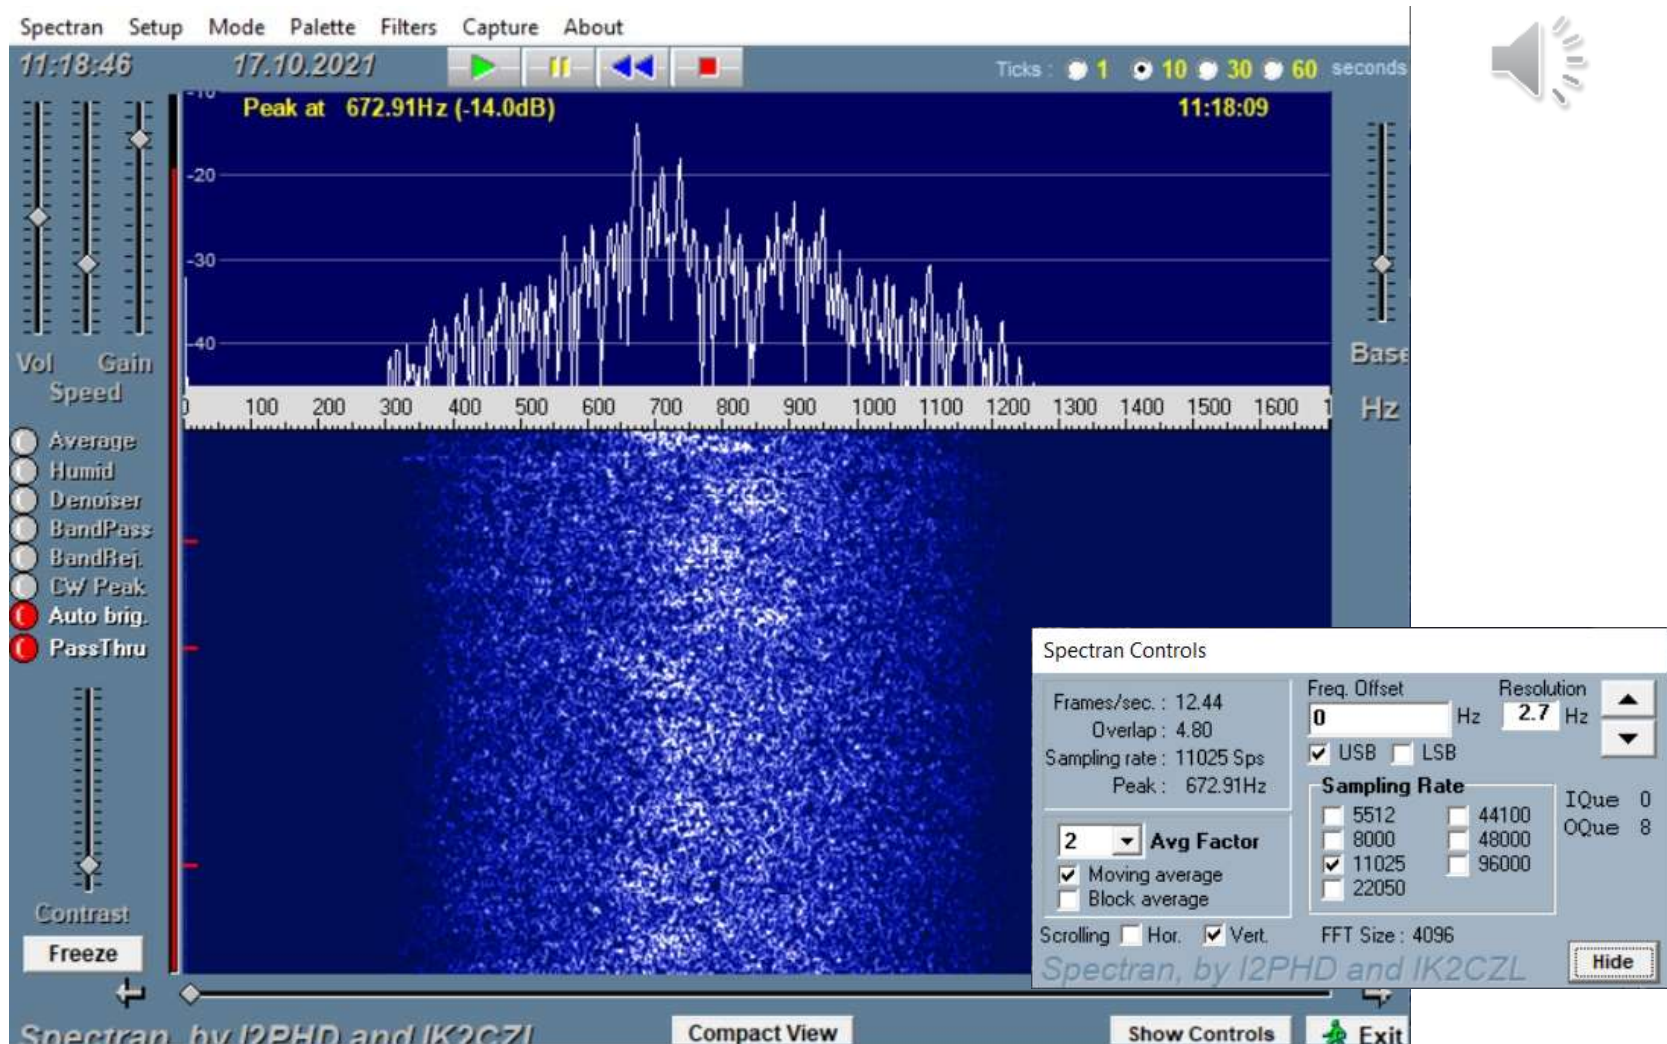 Spectran Setup Mode Palette Filters Capture About
11:18:46 17.10.2021 Ticks : 1 10 30 60 seconds
-10 Peak at 672.91Hz (-14.0dB) 11:18:09
-20
-30
-40
Vol Gain
Speed
Base
0 100 200 300 400 500 600 700 800 900 1000 1100 1200 1300 1400 1500 1600 1 Hz
Average
Humid
Denoiser
BandPass
BandRej.
CW Peak
Auto brig.
PassThru
Contrast
Freeze
Spectran Controls
Frames/sec. : 12.44
Overlap : 4.80
Sampling rate : 11025 Sps
Peak : 672.91Hz
2 Avg Factor
Moving average
Block average
Scrolling Hor. Vert.
Freq. Offset Resolution
0 Hz 2.7 Hz
USB LSB
Sampling Rate
5512 44100
8000 48000
11025 96000
22050
IQue 0
OQue 8
FFT Size : 4096
Spectran, by I2PHD and IK2CZL
Hide
Spectran, by I2PHD and IK2CZL Compact View Show Controls Exit